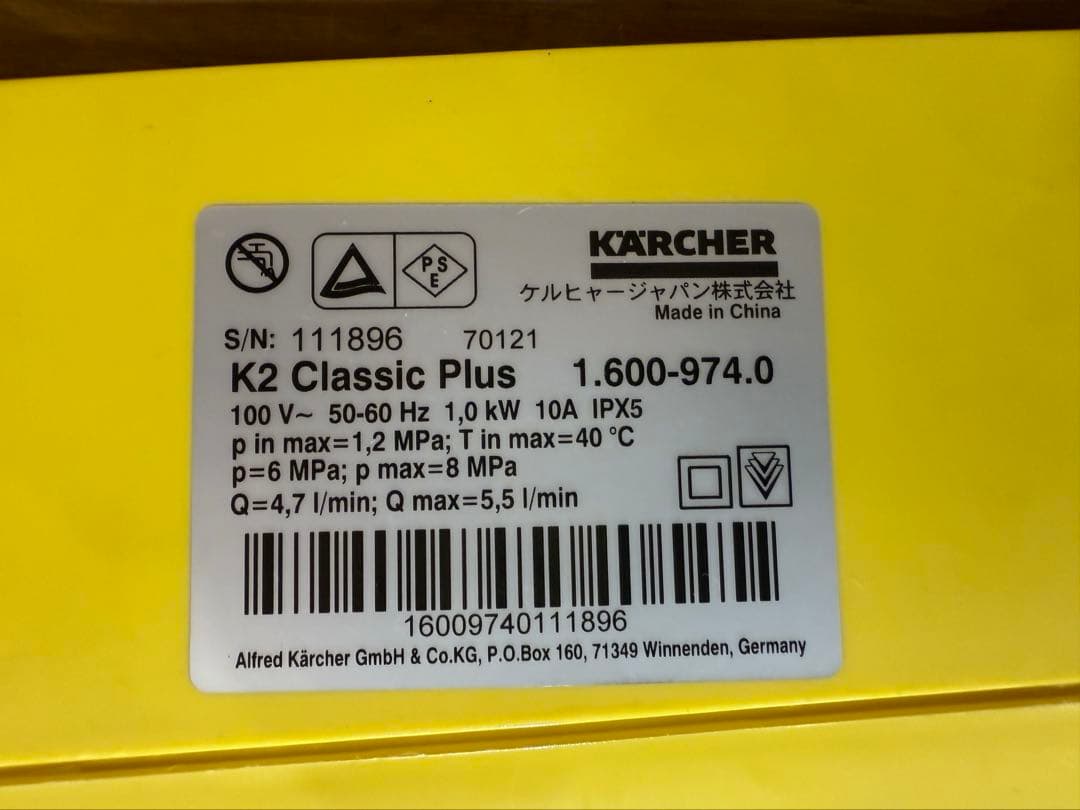 KÄRCHER
PSE
ケルヒャージャパン株式会社
Made in China
S/N: 111896 70121
K2 Classic Plus 1.600-974.0
100 V~ 50-60 Hz 1,0 kW 10A IPX5
p in max=1,2 MPa; T in max=40 °C
p=6 MPa; p max=8 MPa
Q=4,7 l/min; Q max=5,5 l/min
16009740111896
Alfred Kärcher GmbH & Co.KG, P.O.Box 160, 71349 Winnenden, Germany